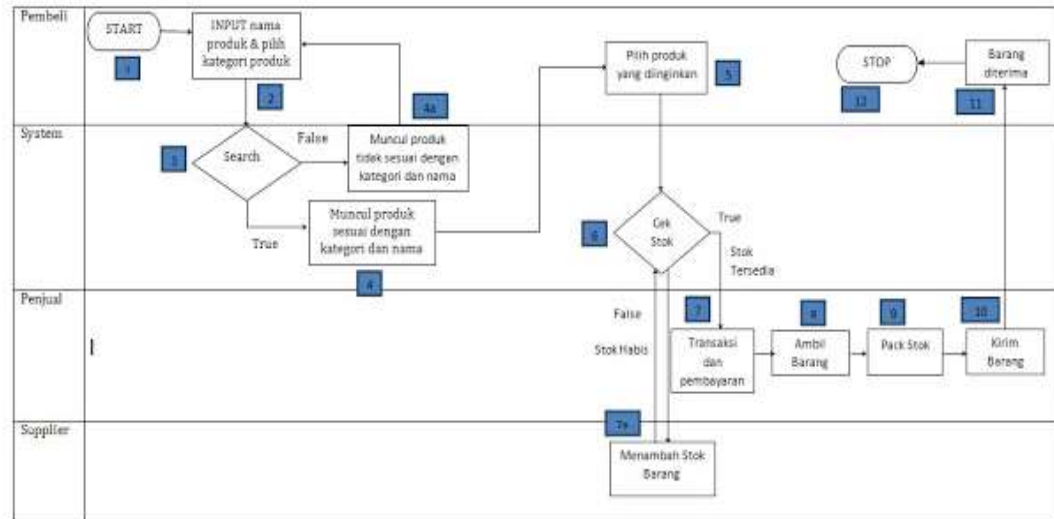 Pembeli
START
1
INPUT nama
produk & pilih
kategori produk
2
4a
Pilih produk
yang diinginkan
5
STOP
12
Barang
diterima
11
System
3
Search
False
Muncul produk
tidak sesuai dengan
kategori dan nama
True
Muncul produk
sesuai dengan
kategori dan nama
4
6
Cek
Stok
True
Stok
Tersedia
Penjual
False
Stok Habis
7
Transaksi
dan
pembayaran
8
Ambil
Barang
9
Pack Stok
10
Kirim
Barang
Supplier
7a
Menambah Stok
Barang